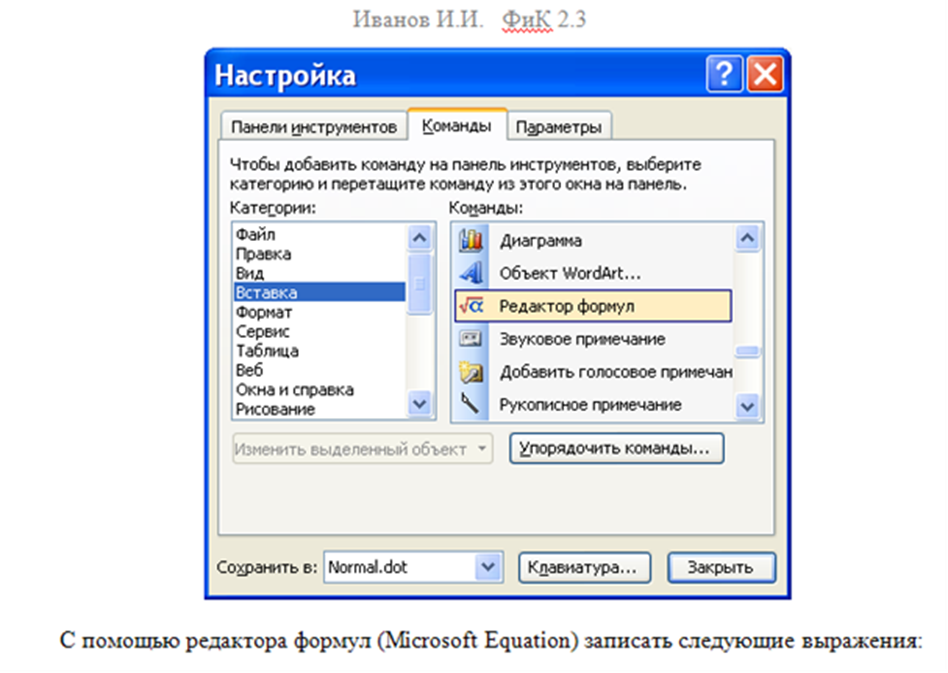 Иванов И.И. ФиК 2.3
Настройка
Панели инструментов Команды Параметры
Чтобы добавить команду на панель инструментов, выберите
категорию и перетащите команду из этого окна на панель.
Категории: Команды:
Файл
Правка
Вид
Вставка
Формат
Сервис
Таблица
Веб
Окна и справка
Рисование
Диаграмма
Объект WordArt...
Редактор формул
Звуковое примечание
Добавить голосовое примечан
Рукописное примечание
Изменить выделенный объект Упорядочить команды...
Сохранить в: Normal.dot Клавиатура... Закрыть
С помощью редактора формул (Microsoft Equation) записать следующие выражения: